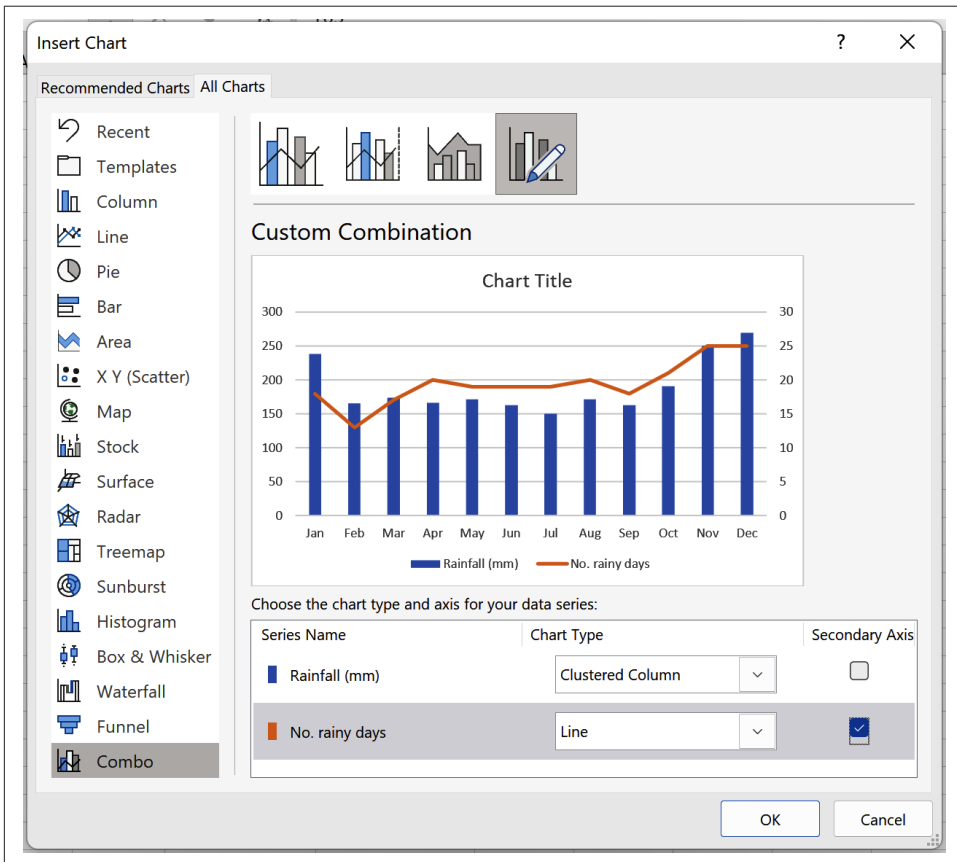 Insert Chart ?
Recommended Charts All Charts
Recent
Templates
Column
Line
Pie
Bar
Area
X Y (Scatter)
Map
Stock
Surface
Radar
Treemap
Sunburst
Histogram
Box & Whisker
Waterfall
Funnel
Combo
Custom Combination
Chart Title
300 30
250 25
200 20
150 15
100 10
50 5
0 0
Jan Feb Mar Apr May Jun Jul Aug Sep Oct Nov Dec
Rainfall (mm) No. rainy days
Choose the chart type and axis for your data series:
Series Name Chart Type Secondary Axis
Rainfall (mm) Clustered Column
No. rainy days Line
OK Cancel